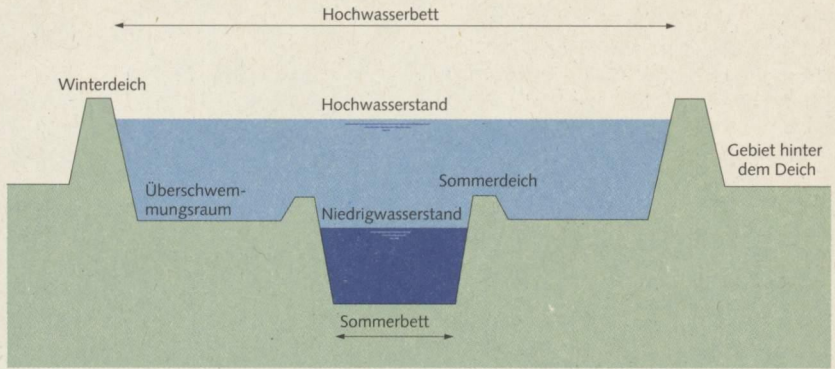 Hochwasserbett
Winterdeich
Hochwasserstand
Gebiet hinter
dem Deich
Überschwem-
mungsraum
Sommerdeich
Niedrigwasserstand
Sommerbett